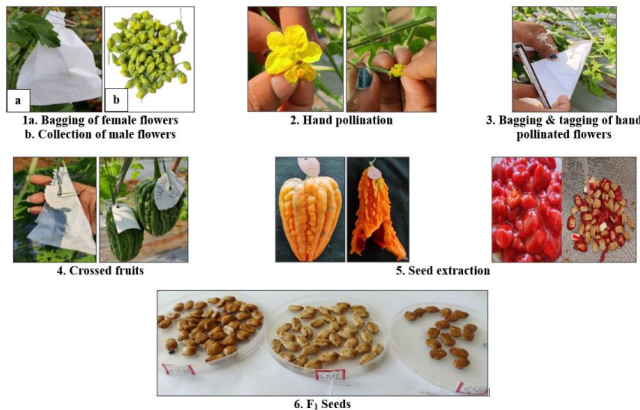 a
b
1a. Bagging of female flowers
b. Collection of male flowers
2. Hand pollination
3. Bagging & tagging of hand
pollinated flowers
4. Crossed fruits
5. Seed extraction
6. F₁ Seeds